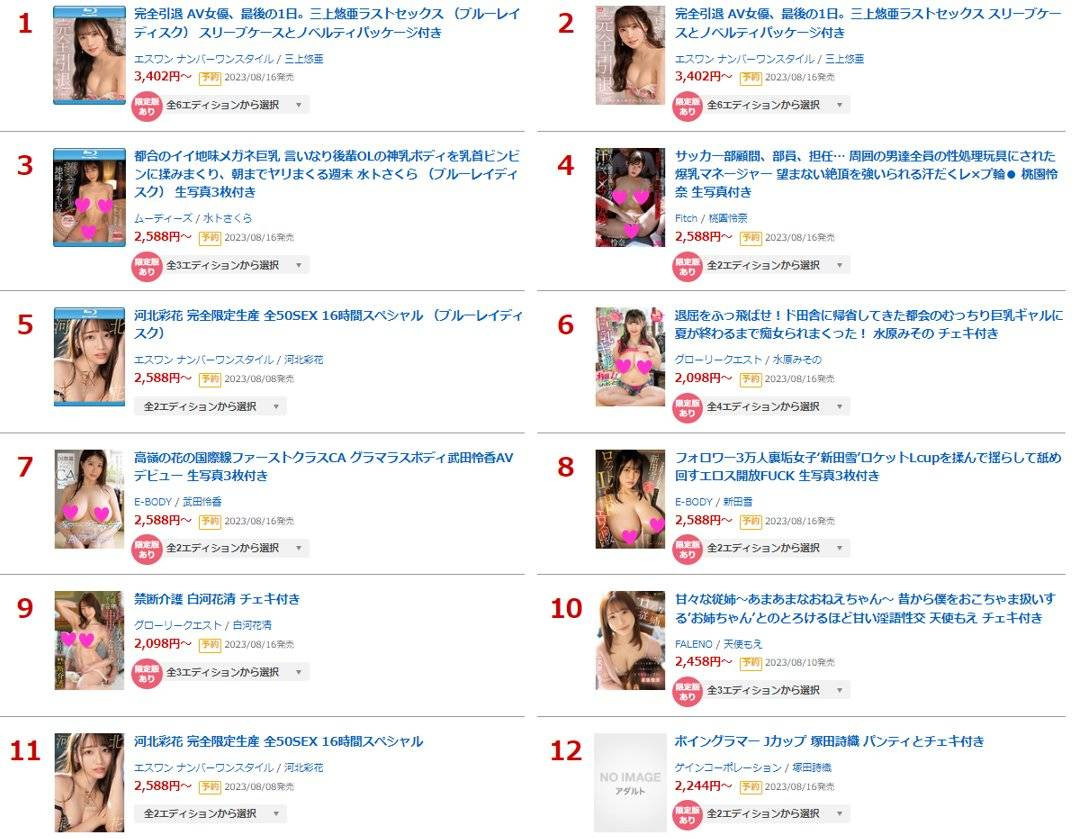 1
完全引退 AV女優、最後の1日。三上悠亜ラストセックス （ブルーレイ
ディスク） スリーブケースとノベルティパッケージ付き
エスワン ナンバーワンスタイル / 三上悠亜
3,402円～ 予約 2023/08/16発売
限定版
あり
全6エディションから選択
2
完全引退 AV女優、最後の1日。三上悠亜ラストセックス スリーブケー
スとノベルティパッケージ付き
エスワン ナンバーワンスタイル / 三上悠亜
3,402円～ 予約 2023/08/16発売
限定版
あり
全6エディションから選択
3
都合のイイ地味メガネ巨乳 言いなり後輩OLの神乳ボディを乳首ビンビ
ンに揉みまくり、朝までヤリまくる週末 水卜さくら （ブルーレイディ
スク） 生写真3枚付き
ムーディーズ / 水卜さくら
2,588円～ 予約 2023/08/16発売
限定版
あり
全3エディションから選択
4
サッカー部顧問、部員、担任… 周囲の男達全員の性処理玩具にされた
爆乳マネージャー 望まない絶頂を強いられる汗だくレ×プ輪● 桃園怜
奈 生写真付き
Fitch / 桃園怜奈
2,588円～ 予約 2023/08/16発売
限定版
あり
全2エディションから選択
5
河北彩花 完全限定生産 全50SEX 16時間スペシャル （ブルーレイディ
スク）
エスワン ナンバーワンスタイル / 河北彩花
2,588円～ 予約 2023/08/08発売
全2エディションから選択
6
退屈をぶっ飛ばせ！ド田舎に帰省してきた都会のむっちり巨乳ギャルに
夏が終わるまで痴女られまくった！ 水原みその チェキ付き
グローリークエスト / 水原みその
2,098円～ 予約 2023/08/16発売
限定版
あり
全4エディションから選択
7
高嶺の花の国際線ファーストクラスCA グラマラスボディ武田怜香AV
デビュー 生写真3枚付き
E-BODY / 武田怜香
2,588円～ 予約 2023/08/16発売
限定版
あり
全2エディションから選択
8
フォロワー3万人裏垢女子‘新田雪’ロケットLcupを揉んで揺らして舐め
回すエロス開放FUCK 生写真3枚付き
E-BODY / 新田雪
2,588円～ 予約 2023/08/16発売
限定版
あり
全2エディションから選択
9
禁断介護 白河花清 チェキ付き
グローリークエスト / 白河花清
2,098円～ 予約 2023/08/16発売
限定版
あり
全3エディションから選択
10
甘々な従姉～あまあまなおねえちゃん～ 昔から僕をおこちゃま扱いす
る‘お姉ちゃん’とのとろけるほど甘い淫語性交 天使もえ チェキ付き
FALENO / 天使もえ
2,458円～ 予約 2023/08/10発売
限定版
あり
全3エディションから選択
11
河北彩花 完全限定生産 全50SEX 16時間スペシャル
エスワン ナンバーワンスタイル / 河北彩花
2,588円～ 予約 2023/08/08発売
全2エディションから選択
12
NO IMAGE
アダルト
ボイングラマー Jカップ 塚田詩織 パンティとチェキ付き
ゲインコーポレーション / 塚田詩織
2,244円～ 予約 2023/08/16発売
限定版
あり
全2エディションから選択